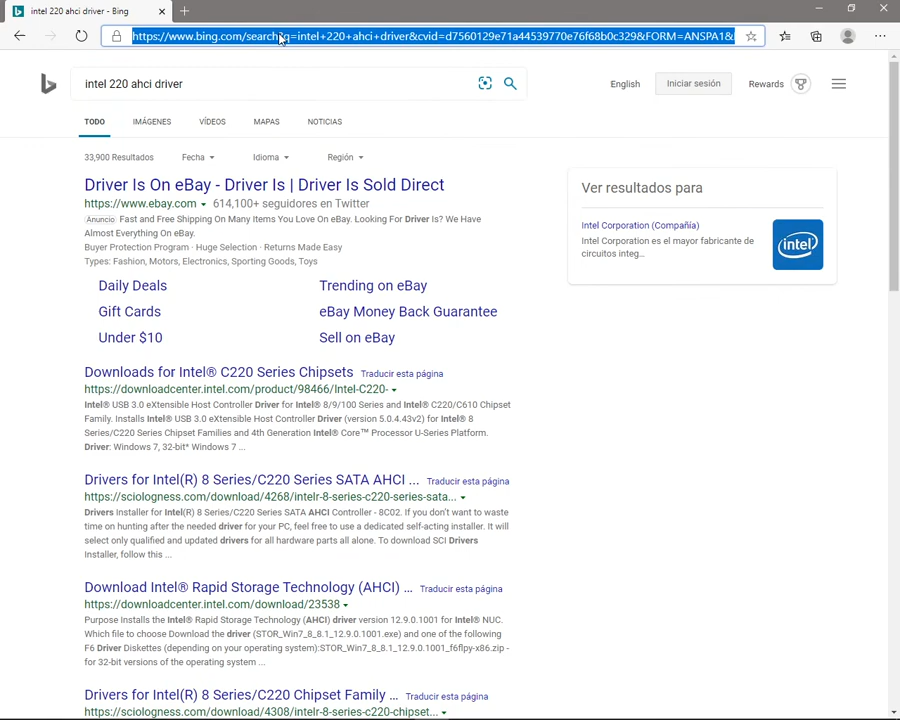 intel 220 ahci driver - Bing
https://www.bing.com/search?q=intel+220+ahci+driver&cvid=d7560129e71a44539770e76f68b0c329&FORM=ANSPA1&
intel 220 ahci driver
English
Iniciar sesión
Rewards
TODO
IMÁGENES
VÍDEOS
MAPAS
NOTICIAS
33,900 Resultados
Fecha
Idioma
Región
Driver Is On eBay - Driver Is | Driver Is Sold Direct
https://www.ebay.com
614,100+ seguidores en Twitter
Anuncio Fast and Free Shipping On Many Items You Love On eBay. Looking For Driver Is? We Have
Almost Everything On eBay.
Buyer Protection Program · Huge Selection · Returns Made Easy
Types: Fashion, Motors, Electronics, Sporting Goods, Toys
Daily Deals
Trending on eBay
Gift Cards
eBay Money Back Guarantee
Under $10
Sell on eBay
Ver resultados para
Intel Corporation (Compañía)
Intel Corporation es el mayor fabricante de
circuitos integ...
intel
Downloads for Intel® C220 Series Chipsets Traducir esta página
https://downloadcenter.intel.com/product/98466/Intel-C220-
Intel® USB 3.0 eXtensible Host Controller Driver for Intel® 8/9/100 Series and Intel® C220/C610 Chipset
Family. Installs Intel® USB 3.0 eXtensible Host Controller Driver (version 5.0.4.43v2) for Intel® 8
Series/C220 Series Chipset Families and 4th Generation Intel® Core™ Processor U-Series Platform.
Driver: Windows 7, 32-bit* Windows 7 ...
Drivers for Intel(R) 8 Series/C220 Series SATA AHCI ... Traducir esta página
https://sciologness.com/download/4268/intelr-8-series-c220-series-sata...
Drivers Installer for Intel(R) 8 Series/C220 Series SATA AHCI Controller - 8C02. If you don't want to waste
time on hunting after the needed driver for your PC, feel free to use a dedicated self-acting installer. It will
select only qualified and updated drivers for all hardware parts all alone. To download SCI Drivers
Installer, follow this ...
Download Intel® Rapid Storage Technology (AHCI) ... Traducir esta página
https://downloadcenter.intel.com/download/23538
Purpose Installs the Intel® Rapid Storage Technology (AHCI) driver version 12.9.0.1001 for Intel® NUC.
Which file to choose Download the driver (STOR_Win7_8_8.1_12.9.0.1001.exe) and one of the following
F6 Driver Diskettes (depending on your operating system):STOR_Win7_8_8.1_12.9.0.1001_f6flpy-x86.zip -
for 32-bit versions of the operating system ...
Drivers for Intel(R) 8 Series/C220 Chipset Family ... Traducir esta página
https://sciologness.com/download/4308/intelr-8-series-c220-chipset...